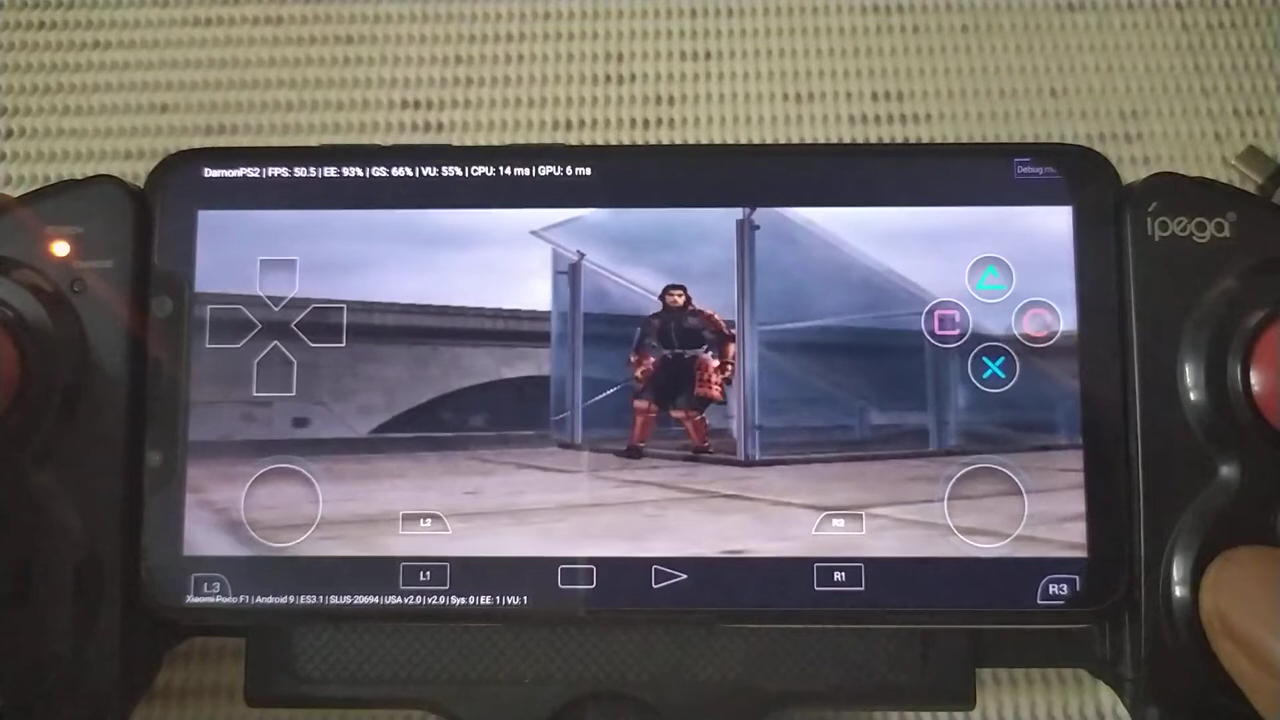 DamonPS2 | FPS: 50.5 | EE: 93% | GS: 66% | VU: 55% | CPU: 14 ms | GPU: 6 ms
Debug m...
ípega®
L2
R2
L1
R1
L3
R3
Xiaomi Poco F1 | Android 9 | ES3.1 | SLUS-20694 | USA v2.0 | v2.0 | Sys: 0 | EE: 1 | VU: 1